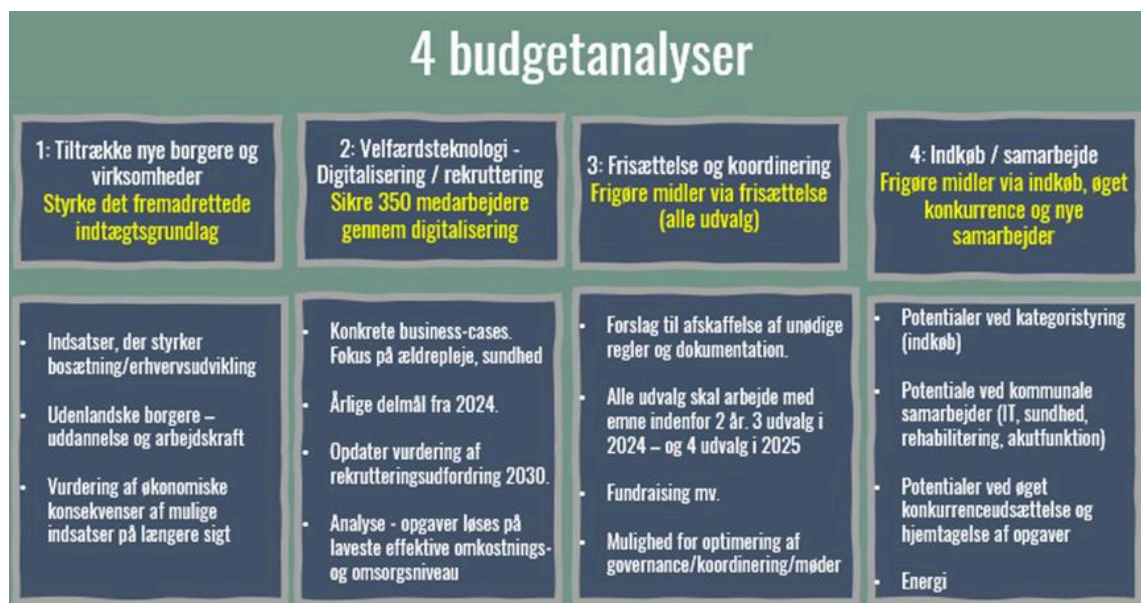 4 budgetanalyser
1: Tiltrække nye borgere og
virksomheder
Styrke det fremadrettede
indtægtsgrundlag
2: Velfærdsteknologi -
Digitalisering / rekruttering
Sikre 350 medarbejdere
gennem digitalisering
3: Frisættelse og koordinering
Frigøre midler via frisættelse
(alle udvalg)
4: Indkøb / samarbejde
Frigøre midler via indkøb, øget
konkurrence og nye
samarbejder
• Indsatser, der styrker
bosætning/erhvervsudvikling
• Udenlandske borgere –
uddannelse og arbejdskraft
• Vurdering af økonomiske
konsekvenser af mulige
indsatser på længere sigt
• Konkrete business-cases.
Fokus på ældrepleje, sundhed
• Årlige delmål fra 2024.
• Opdater vurdering af
rekrutteringsudfordring 2030.
• Analyse - opgaver løses på
laveste effektive omkostnings-
og omsorgsniveau
• Forslag til afskaffelse af unødige
regler og dokumentation.
• Alle udvalg skal arbejde med
emne indenfor 2 år. 3 udvalg i
2024 – og 4 udvalg i 2025
• Fundraising mv.
• Mulighed for optimering af
governance/koordinering/møder
• Potentialer ved kategoristyring
(indkøb)
• Potentiale ved kommunale
samarbejder (IT, sundhed,
rehabilitering, akutfunktion)
• Potentialer ved øget
konkurrenceudsættelse og
hjemtagelse af opgaver
• Energi